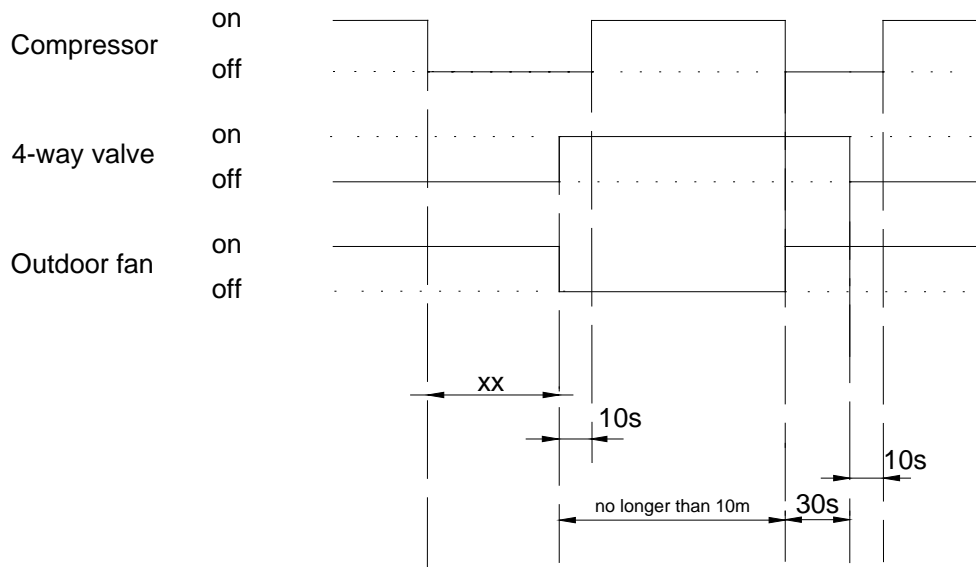 Compressor
on
off
4-way valve
on
off
Outdoor fan
on
off
xx
10s
10s
no longer than 10m
30s